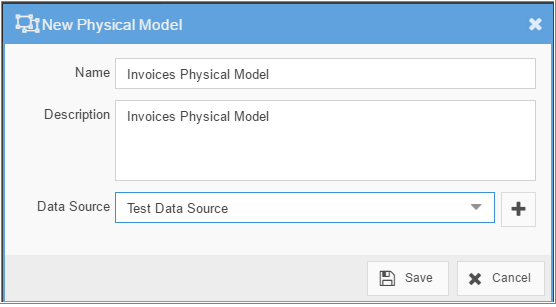 New Physical Model
Name Invoices Physical Model
Description Invoices Physical Model
Data Source Test Data Source
Save Cancel